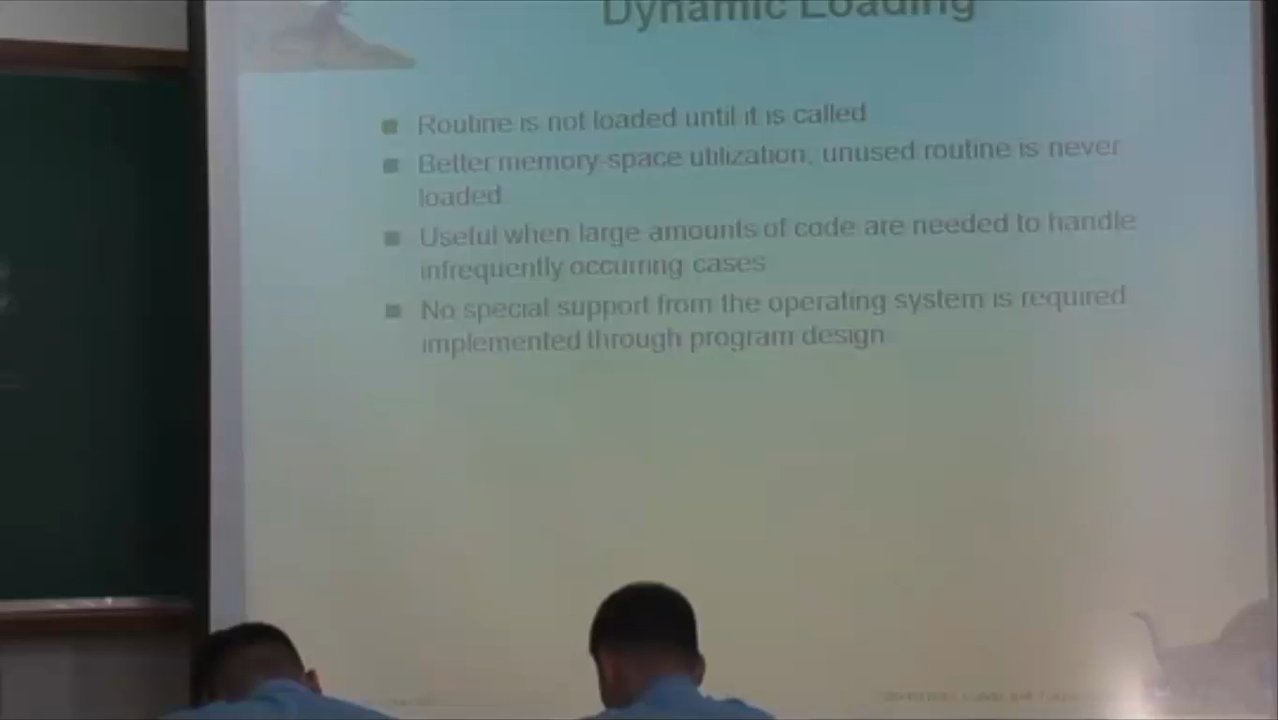 Dynamic Loading
Routine is not loaded until it is called
Better memory-space utilization; unused routine is never
loaded
Useful when large amounts of code are needed to handle
infrequently occurring cases
No special support from the operating system is required
implemented through program design